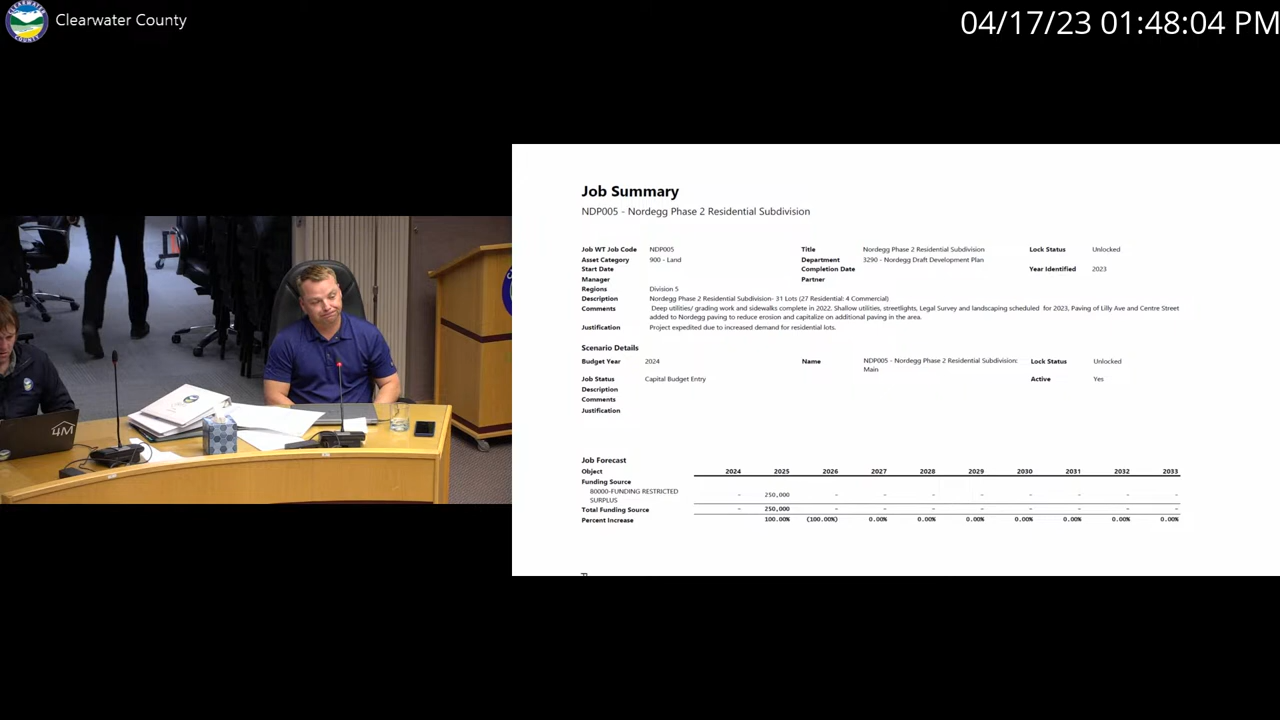 Clearwater County
04/17/23 01:48:04 PM
Job Summary
NDP005 - Nordegg Phase 2 Residential Subdivision
Job WT Job Code NDP005 Title Nordegg Phase 2 Residential Subdivision Lock Status Unlocked
Asset Category 900 - Land Department 3290 - Nordegg Draft Development Plan
Start Date Completion Date Year Identified 2023
Manager Partner
Regions Division 5
Description Nordegg Phase 2 Residential Subdivision- 31 Lots (27 Residential: 4 Commercial)
Comments Deep utilities/ grading work and sidewalks complete in 2022. Shallow utilities, streetlights, Legal Survey and landscaping scheduled for 2023, Paving of Lilly Ave and Centre Street
added to Nordegg paving to reduce erosion and capitalize on additional paving in the area.
Justification Project expedited due to increased demand for residential lots.
Scenario Details
Budget Year 2024 Name NDP005 - Nordegg Phase 2 Residential Subdivision: Lock Status Unlocked
Main
Job Status Capital Budget Entry Active Yes
Description
Comments
Justification
Job Forecast
Object 2024 2025 2026 2027 2028 2029 2030 2031 2032 2033
Funding Source
80000-FUNDING RESTRICTED - 250,000 - - - - - - - -
SURPLUS
Total Funding Source - 250,000 - - - - - - - -
Percent Increase 100.00% (100.00%) 0.00% 0.00% 0.00% 0.00% 0.00% 0.00% 0.00%
4M